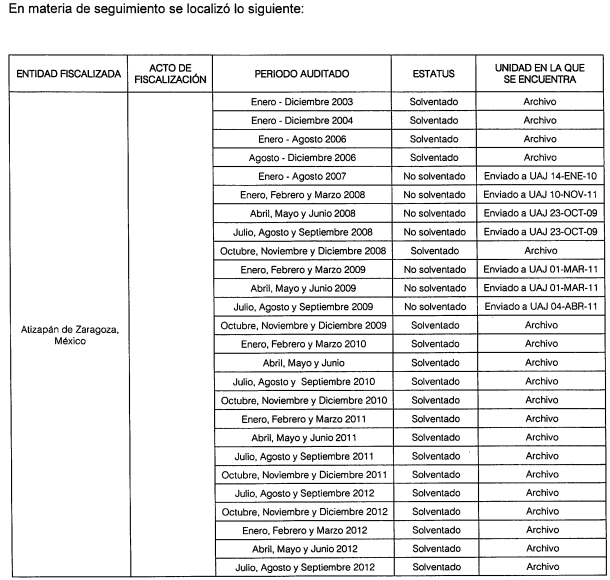 En materia de seguimiento se localizó lo siguiente:
ENTIDAD FISCALIZADA ACTO DE FISCALIZACIÓN PERIODO AUDITADO ESTATUS UNIDAD EN LA QUE SE ENCUENTRA
Enero - Diciembre 2003 Solventado Archivo
Enero - Diciembre 2004 Solventado Archivo
Enero - Agosto 2006 Solventado Archivo
Agosto - Diciembre 2006 Solventado Archivo
Enero - Agosto 2007 No solventado Enviado a UAJ 14-ENE-10
Enero, Febrero y Marzo 2008 No solventado Enviado a UAJ 10-NOV-11
Abril, Mayo y Junio 2008 No solventado Enviado a UAJ 23-OCT-09
Julio, Agosto y Septiembre 2008 No solventado Enviado a UAJ 23-OCT-09
Octubre, Noviembre y Diciembre 2008 Solventado Archivo
Enero, Febrero y Marzo 2009 No solventado Enviado a UAJ 01-MAR-11
Abril, Mayo y Junio 2009 No solventado Enviado a UAJ 01-MAR-11
Julio, Agosto y Septiembre 2009 No solventado Enviado a UAJ 04-ABR-11
Atizapán de Zaragoza, México
Octubre, Noviembre y Diciembre 2009 Solventado Archivo
Enero, Febrero y Marzo 2010 Solventado Archivo
Abril, Mayo y Junio Solventado Archivo
Julio, Agosto y Septiembre 2010 Solventado Archivo
Octubre, Noviembre y Diciembre 2010 Solventado Archivo
Enero, Febrero y Marzo 2011 Solventado Archivo
Abril, Mayo y Junio 2011 Solventado Archivo
Julio, Agosto y Septiembre 2011 Solventado Archivo
Octubre, Noviembre y Diciembre 2011 Solventado Archivo
Julio, Agosto y Septiembre 2012 Solventado Archivo
Octubre, Noviembre y Diciembre 2012 Solventado Archivo
Enero, Febrero y Marzo 2012 Solventado Archivo
Abril, Mayo y Junio 2012 Solventado Archivo
Julio, Agosto y Septiembre 2012 Solventado Archivo